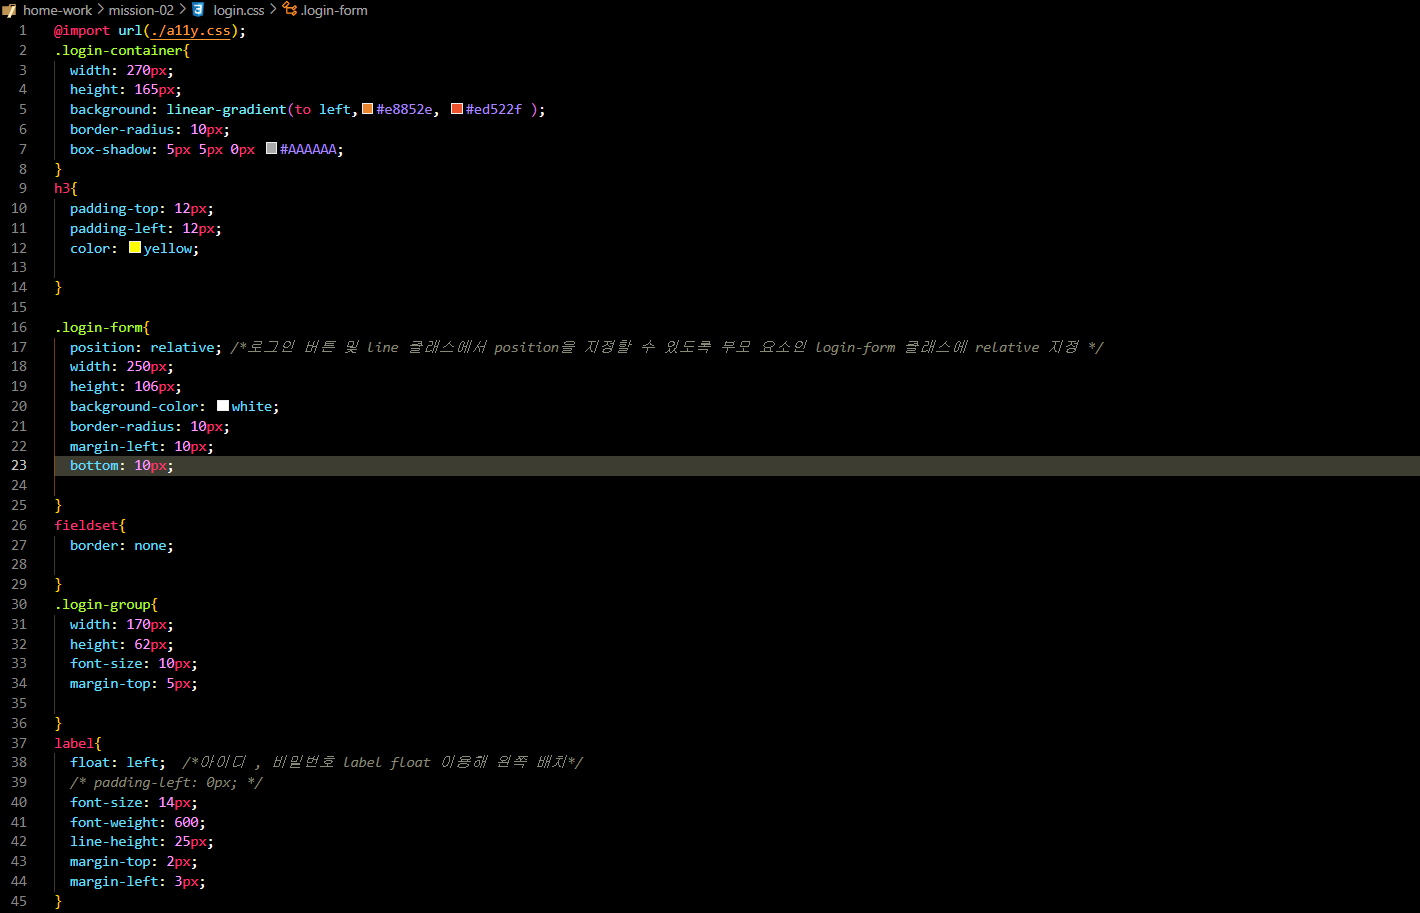 home-work > mission-02 > login.css > .login-form
1 @import url(./a11y.css);
2 .login-container{
3 width: 270px;
4 height: 165px;
5 background: linear-gradient(to left, #e8852e, #ed522f );
6 border-radius: 10px;
7 box-shadow: 5px 5px 0px #AAAAAA;
8 }
9 h3{
10 padding-top: 12px;
11 padding-left: 12px;
12 color: yellow;
13
14 }
15
16 .login-form{
17 position: relative; /*로그인 버튼 및 line 클래스에서 position을 지정할 수 있도록 부모 요소인 login-form 클래스에 relative 지정 */
18 width: 250px;
19 height: 106px;
20 background-color: white;
21 border-radius: 10px;
22 margin-left: 10px;
23 bottom: 10px;
24
25 }
26 fieldset{
27 border: none;
28
29 }
30 .login-group{
31 width: 170px;
32 height: 62px;
33 font-size: 10px;
34 margin-top: 5px;
35
36 }
37 label{
38 float: left; /*아이디 , 비밀번호 label float 이용해 왼쪽 배치*/
39 /* padding-left: 0px; */
40 font-size: 14px;
41 font-weight: 600;
42 line-height: 25px;
43 margin-top: 2px;
44 margin-left: 3px;
45 }